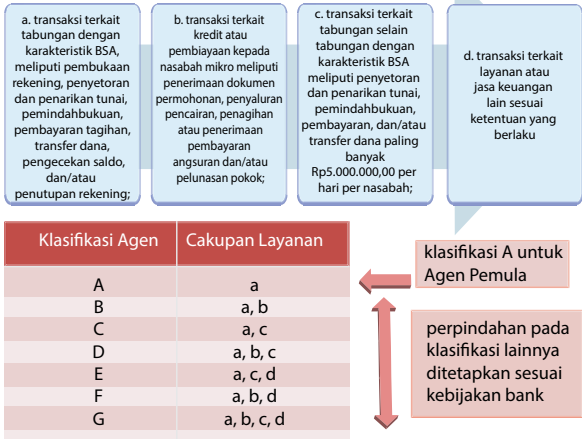 a. transaksi terkait
tabungan dengan
karakteristik BSA,
meliputi pembukaan
rekening, penyetoran
dan penarikan tunai,
pemindahbukuan,
pembayaran tagihan,
transfer dana,
pengecekan saldo,
dan/atau
penutupan rekening;
b. transaksi terkait
kredit atau
pembiayaan kepada
nasabah mikro meliputi
penerimaan dokumen
permohonan, penyaluran
pencairan, penagihan
atau penerimaan
pembayaran
angsuran dan/atau
pelunasan pokok;
c. transaksi terkait
tabungan selain
tabungan dengan
karakteristik BSA
meliputi penyetoran
dan penarikan tunai,
pemindahbukuan,
pembayaran, dan/atau
transfer dana paling
banyak
Rp5.000.000,00 per
hari per nasabah;
d. transaksi terkait
layanan atau
jasa keuangan
lain sesuai
ketentuan yang
berlaku
Klasifikasi Agen Cakupan Layanan
A a
B a, b
C a, c
D a, b, c
E a, c, d
F a, b, d
G a, b, c, d
klasifikasi A untuk
Agen Pemula
perpindahan pada
klasifikasi lainnya
ditetapkan sesuai
kebijakan bank